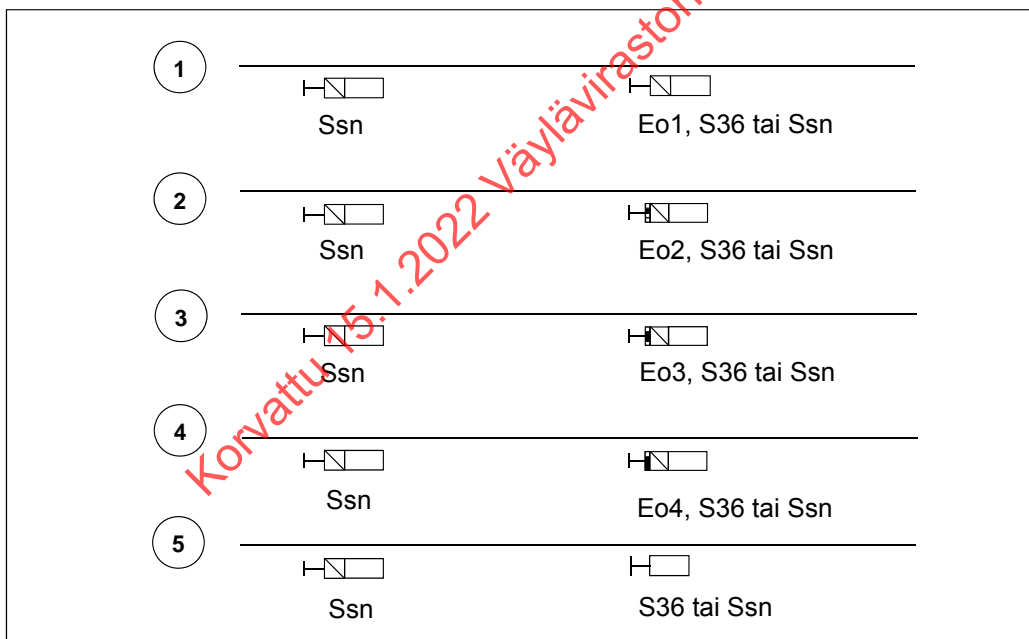 1
Ssn
Eo1, S36 tai Ssn
2
Ssn
Eo2, S36 tai Ssn
3
Ssn
Eo3, S36 tai Ssn
4
Ssn
Eo4, S36 tai Ssn
5
Ssn
S36 tai Ssn
Korvattu 15.1.2022 Väyläviraston